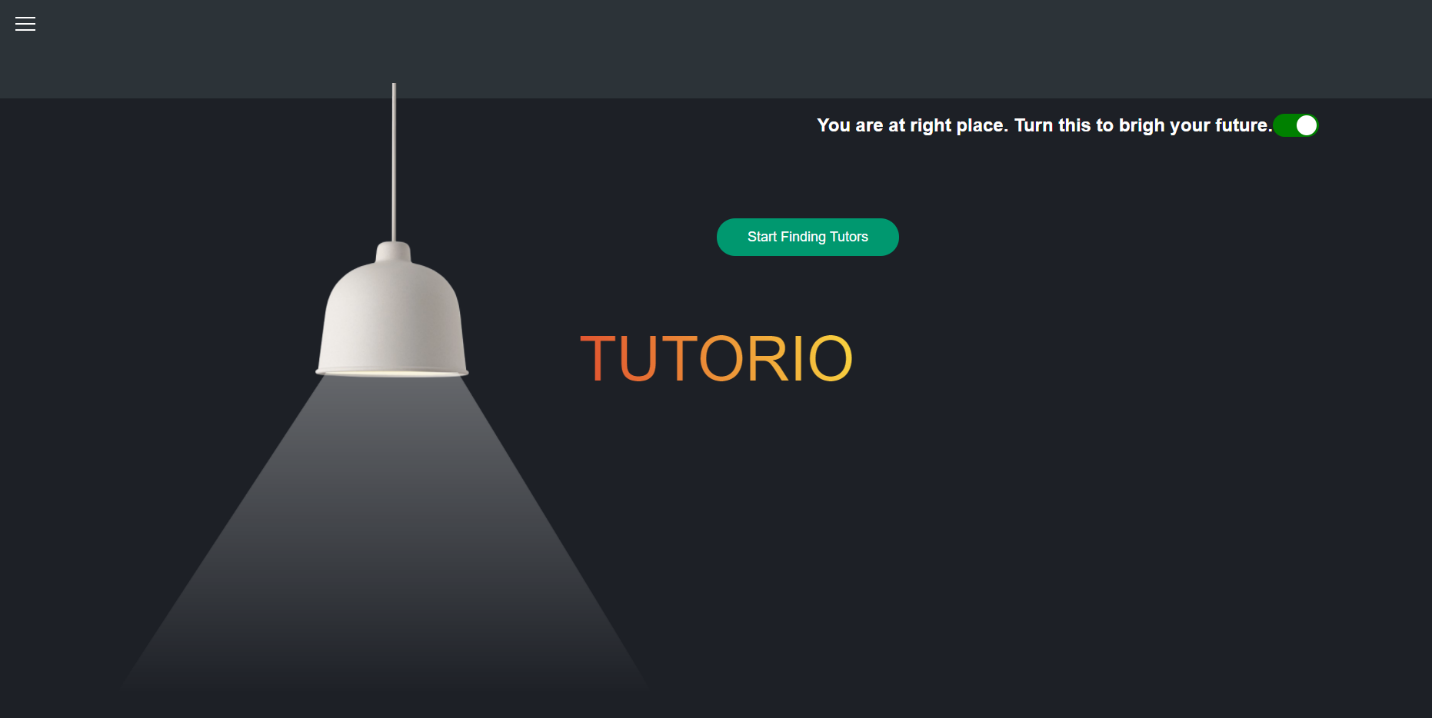 You are at right place. Turn this to brigh your future.
Start Finding Tutors
TUTORIO